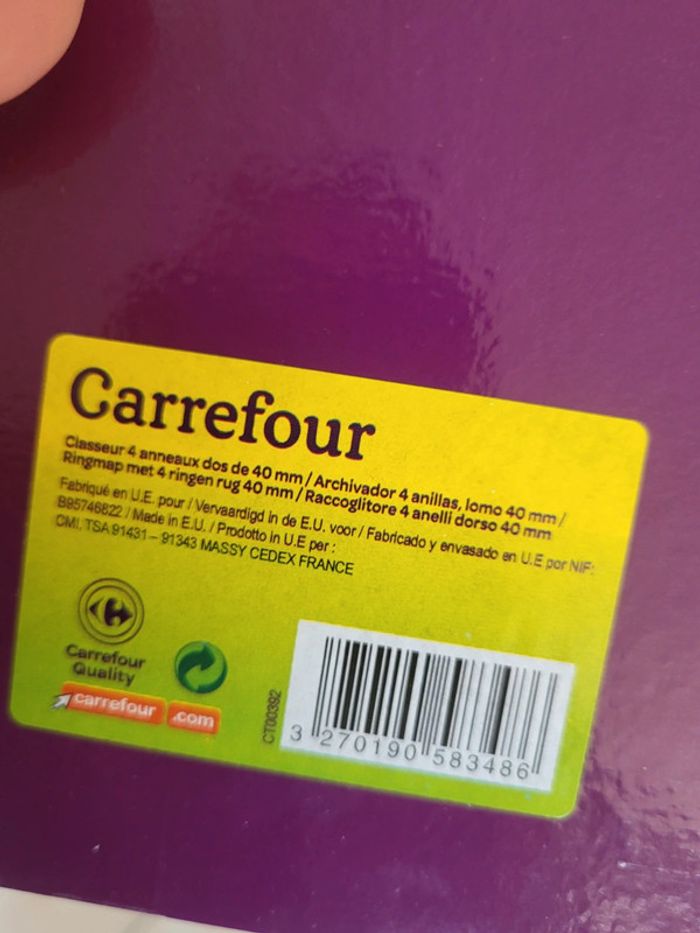 Carrefour
Classeur 4 anneaux dos de 40 mm / Archivador 4 anillas, lomo 40 mm /
Ringmap met 4 ringen rug 40 mm / Raccoglitore 4 anelli dorso 40 mm
Fabriqué en U.E. pour / Vervaardigd in de E.U. voor / Fabricado y envasado en U.E por NIF:
B95746822 / Made in E.U. / Prodotto in U.E per :
CMI, TSA 91431 – 91343 MASSY CEDEX FRANCE
Carrefour
Quality
carrefour .com
CT00392
3 270190 583486